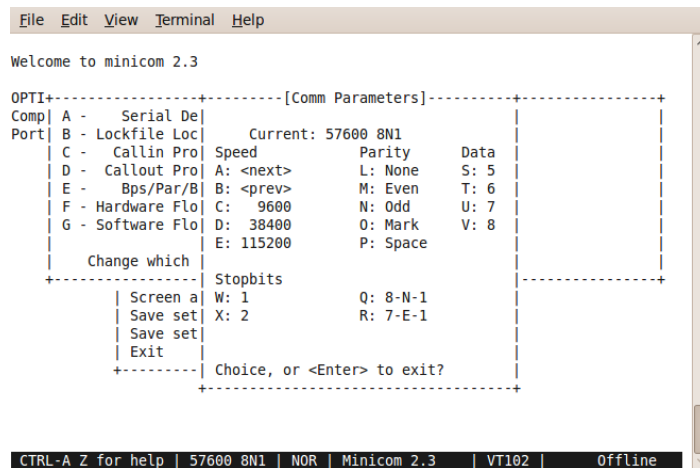 File Edit View Terminal Help
Welcome to minicom 2.3
OPTI+-----------------+---------[Comm Parameters]----------+----------------+
Comp| A -    Serial De|                                     |                |
Port| B - Lockfile Loc|     Current: 57600 8N1              |                |
    | C -   Callin Pro| Speed            Parity      Data   |                |
    | D -  Callout Pro| A: <next>        L: None     S: 5   |                |
    | E -    Bps/Par/B| B: <prev>        M: Even     T: 6   |                |
    | F - Hardware Flo| C:   9600        N: Odd      U: 7   |                |
    | G - Software Flo| D:  38400        O: Mark     V: 8   |                |
    |                 | E: 115200        P: Space           |                |
    |    Change which |                                     |                |
    +-----------------| Stopbits                            |----------------+
            | Screen a| W: 1             Q: 8-N-1           |
            | Save set| X: 2             R: 7-E-1           |
            | Save set|                                     |
            | Exit    |                                     |
            +---------| Choice, or <Enter> to exit?         |
                      +-------------------------------------+
CTRL-A Z for help | 57600 8N1 | NOR | Minicom 2.3    | VT102 |      Offline